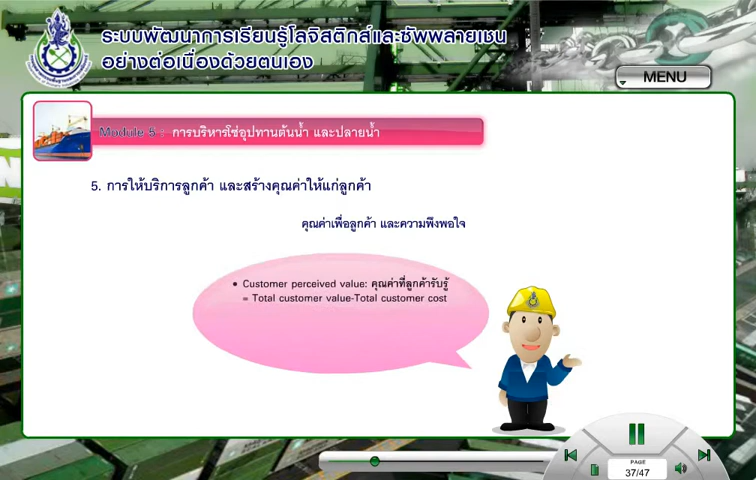 ระบบพัฒนาการเรียนรู้โลจิสติกส์และซัพพลายเชน
อย่างต่อเนื่องด้วยตนเอง
MENU
Module 5 : การบริหารโซ่อุปทานต้นน้ำ และปลายน้ำ
5. การให้บริการลูกค้า และสร้างคุณค่าให้แก่ลูกค้า
คุณค่าเพื่อลูกค้า และความพึงพอใจ
• Customer perceived value: คุณค่าที่ลูกค้ารับรู้
= Total customer value-Total customer cost
PAGE
37/47